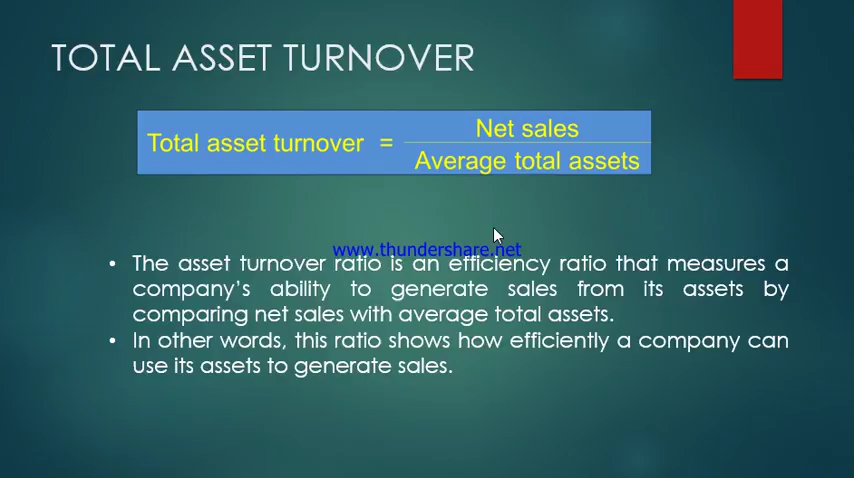 TOTAL ASSET TURNOVER
Total asset turnover = Net sales
Average total assets
www.thundershare.net
• The asset turnover ratio is an efficiency ratio that measures a
company’s ability to generate sales from its assets by
comparing net sales with average total assets.
• In other words, this ratio shows how efficiently a company can
use its assets to generate sales.